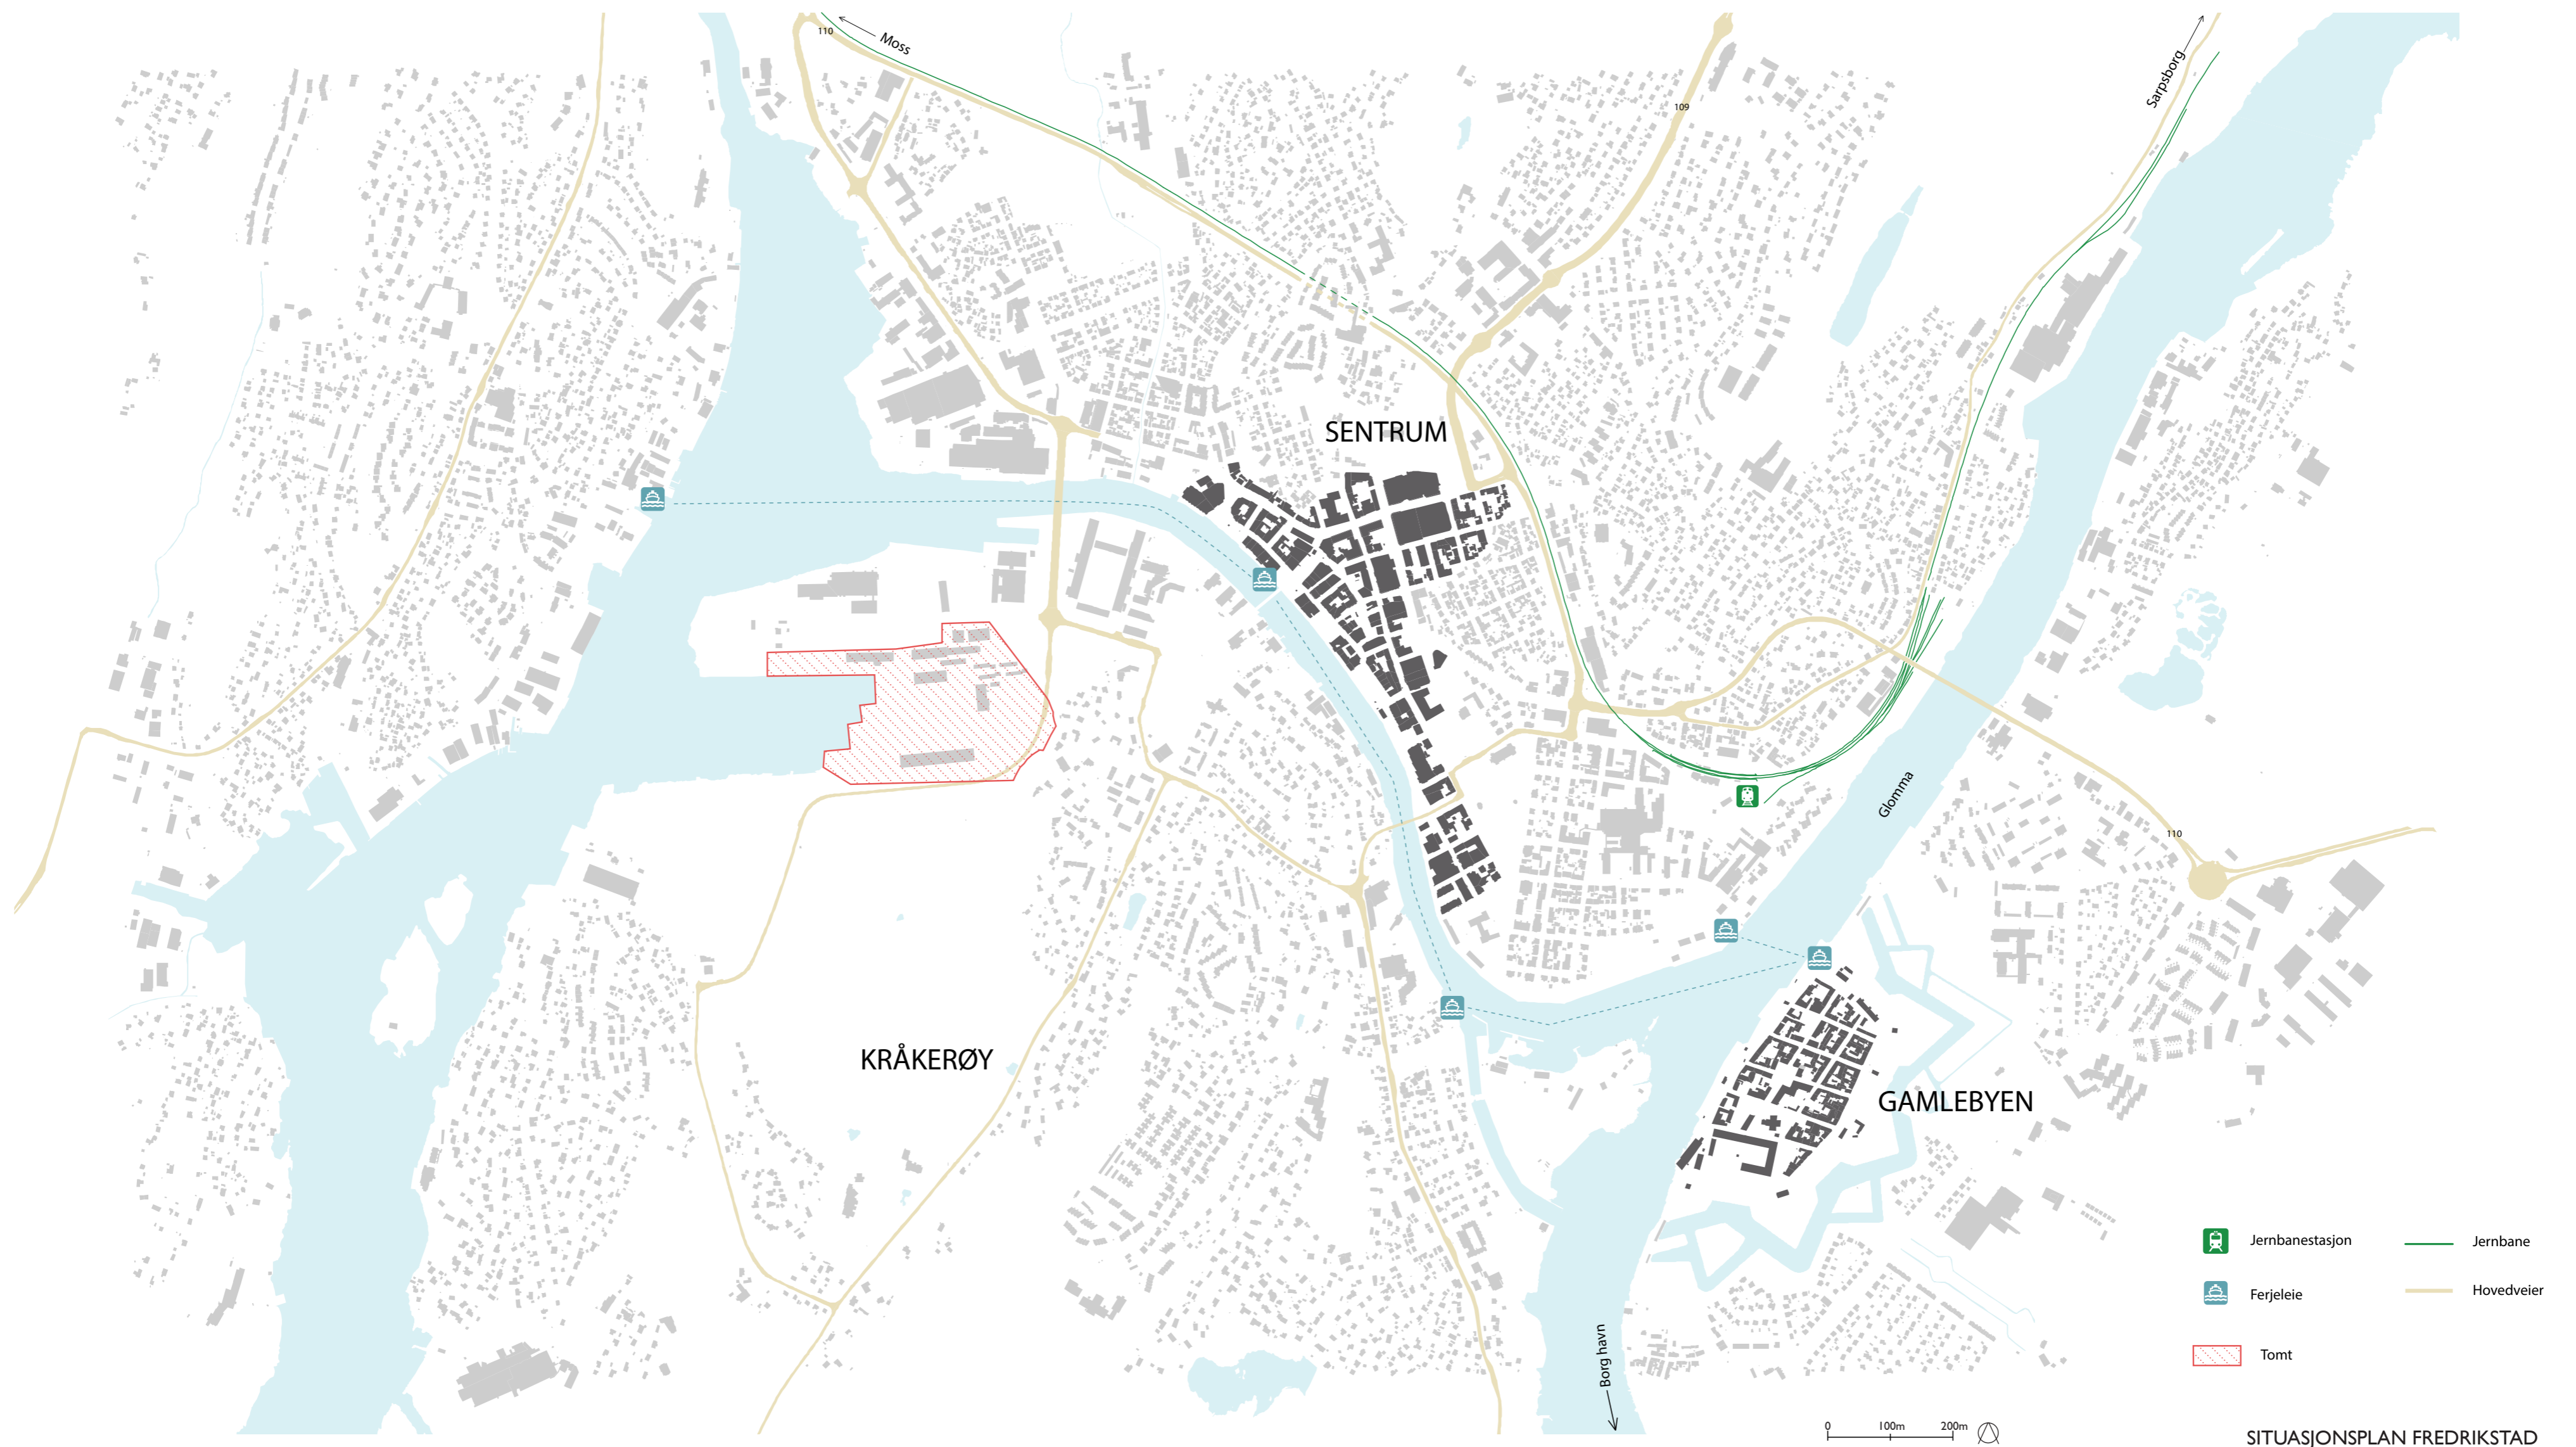 110
Moss
Sarpsborg
109
SENTRUM
Glomma
110
KRÅKERØY
GAMLEBYEN
Jernbanestasjon
Jernbane
Ferjeleie
Hovedveier
Borg havn
Tomt
0 100m 200m
SITUASJONSPLAN FREDRIKSTAD